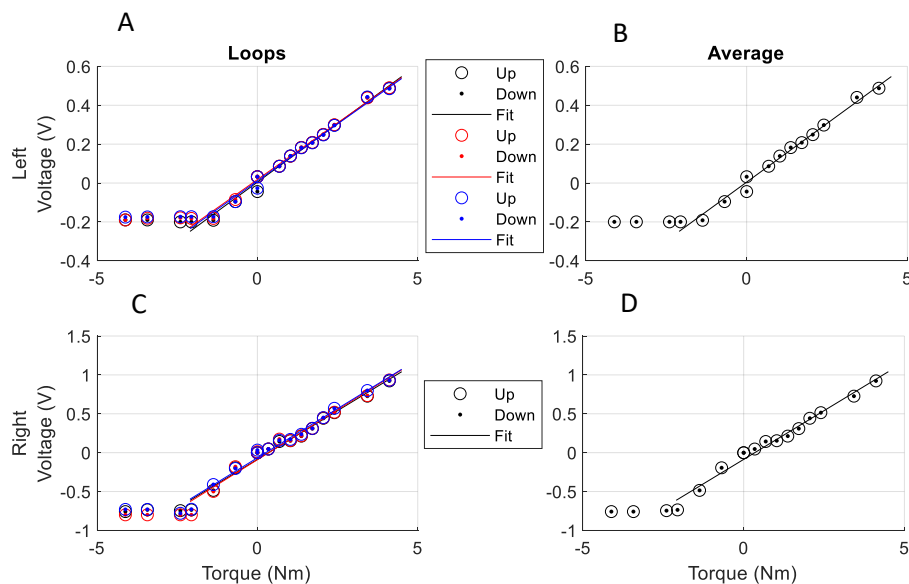 A
B
Loops
Average
0.6
0.4
0.2
0
-0.2
-0.4
Left
Voltage (V)
-5
0
5
Up
Down
Fit
Up
Down
Fit
Up
Down
Fit
0.6
0.4
0.2
0
-0.2
-0.4
-5
0
5
C
D
1.5
1
0.5
0
-0.5
-1
Right
Voltage (V)
-5
0
5
Torque (Nm)
Up
Down
Fit
1.5
1
0.5
0
-0.5
-1
-5
0
5
Torque (Nm)